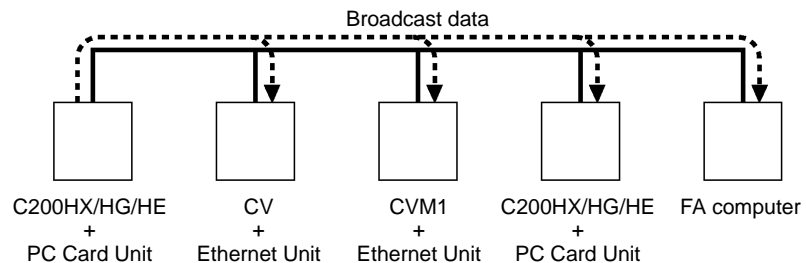 Broadcast data
C200HX/HG/HE
+
PC Card Unit
CV
+
Ethernet Unit
CVM1
+
Ethernet Unit
C200HX/HG/HE
+
PC Card Unit
FA computer